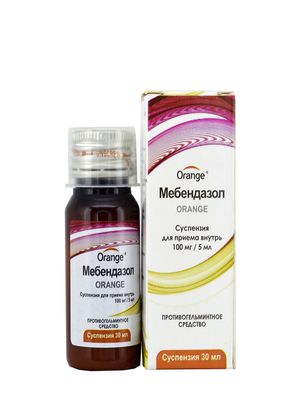 UNSCREW
Orange®
Мебендазол
ORANGE
Суспензия для приема внутрь
100 мг / 5 мл
ПРОТИВОГЕЛЬМИНТНОЕ
СРЕДСТВО
Суспензия 30 мл
Orange®
Мебендазол
ORANGE
Суспензия
для приема внутрь
100 мг / 5 мл
ПРОТИВОГЕЛЬМИНТНОЕ
СРЕДСТВО
Суспензия 30 мл